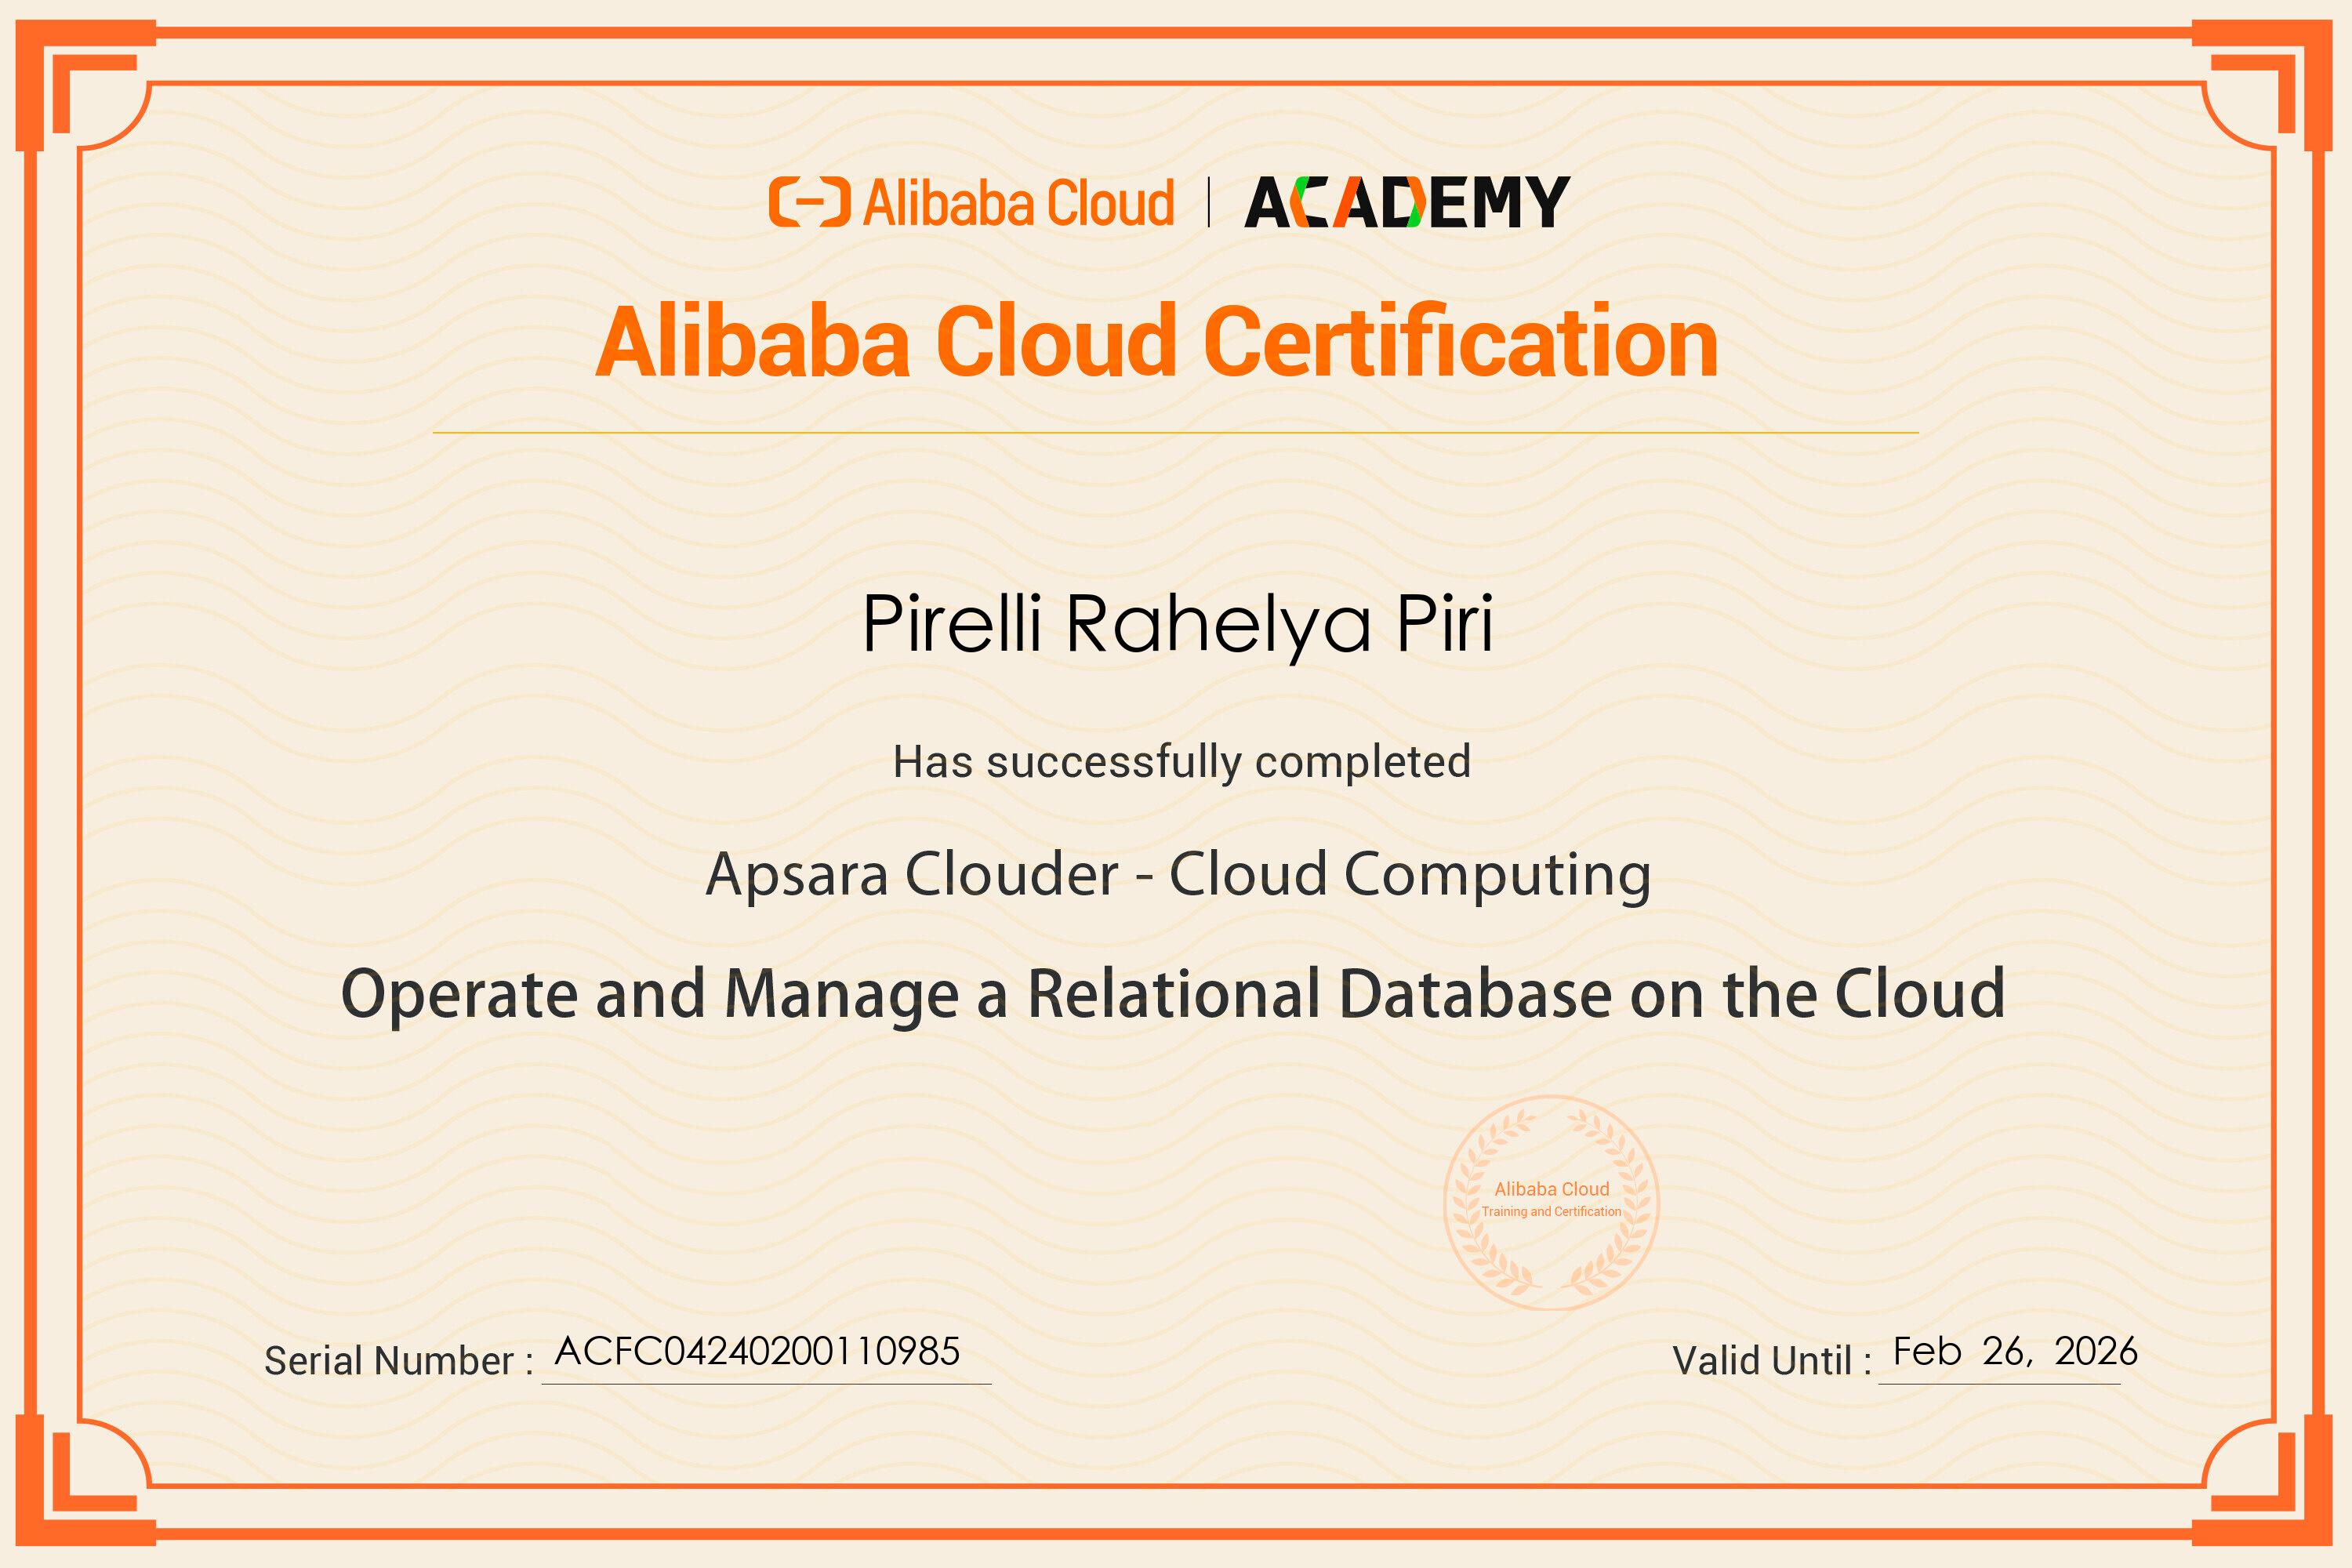 Alibaba Cloud | ACADEMY
Alibaba Cloud Certification
Pirelli Rahelya Piri
Has successfully completed
Apsara Clouder - Cloud Computing
Operate and Manage a Relational Database on the Cloud
Alibaba Cloud
Training and Certification
Serial Number : ACFC04240200110985
Valid Until : Feb 26, 2026